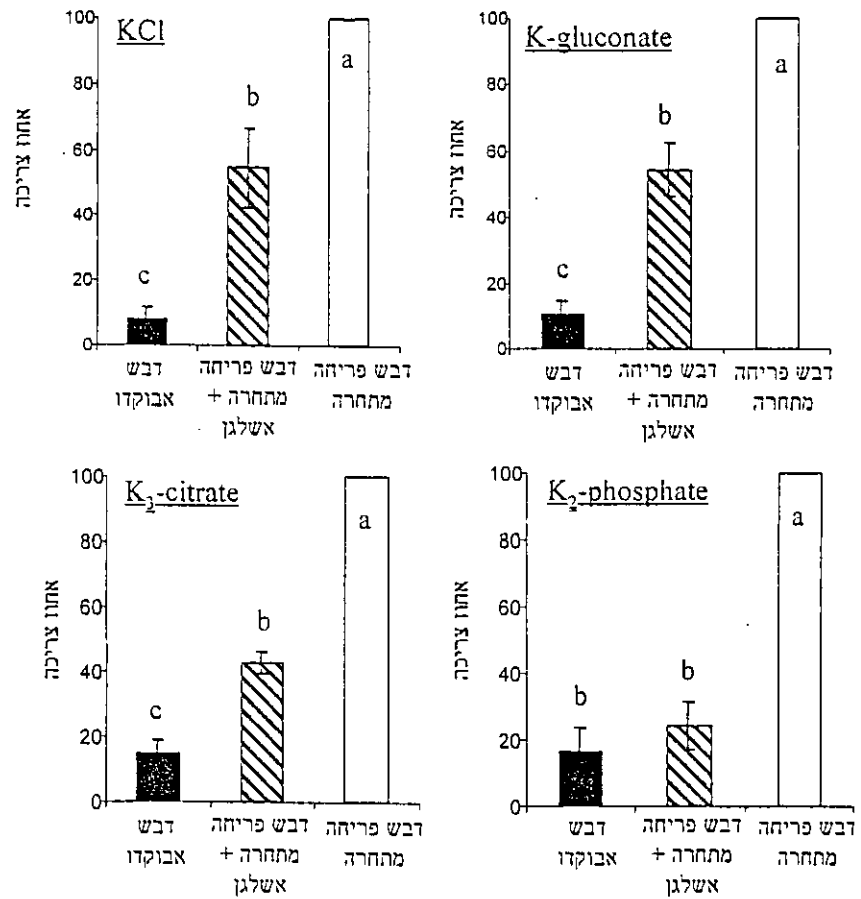 KCl
100
80
60
40
20
0
אחוז צריכה
a
b
c
דבש דבש פריחה דבש פריחה
אבוקדו מתחרה + מתחרה
אשלגן
K-gluconate
100
80
60
40
20
0
אחוז צריכה
a
b
c
דבש דבש פריחה דבש פריחה
אבוקדו מתחרה + מתחרה
אשלגן
K₃-citrate
100
80
60
40
20
0
אחוז צריכה
a
b
c
דבש דבש פריחה דבש פריחה
אבוקדו מתחרה + מתחרה
אשלגן
K₂-phosphate
100
80
60
40
20
0
אחוז צריכה
a
b
b
דבש דבש פריחה דבש פריחה
אבוקדו מתחרה + מתחרה
אשלגן